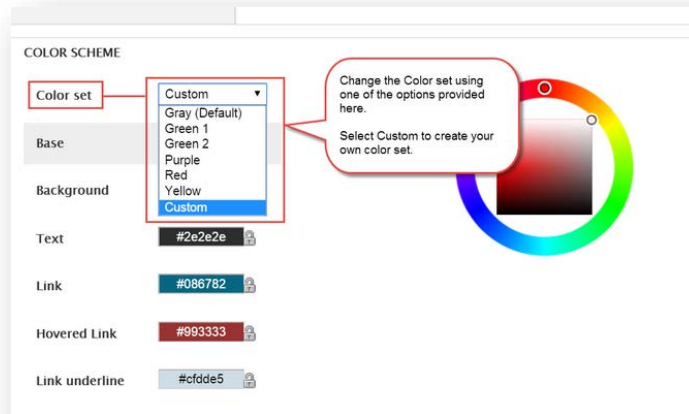 COLOR SCHEME
Color set
Custom
Gray (Default)
Green 1
Green 2
Purple
Red
Yellow
Custom
Change the Color set using
one of the options provided
here.
Select Custom to create your
own color set.
Base
Background
Text
#2e2e2e
Link
#086782
Hovered Link
#993333
Link underline
#cfdde5